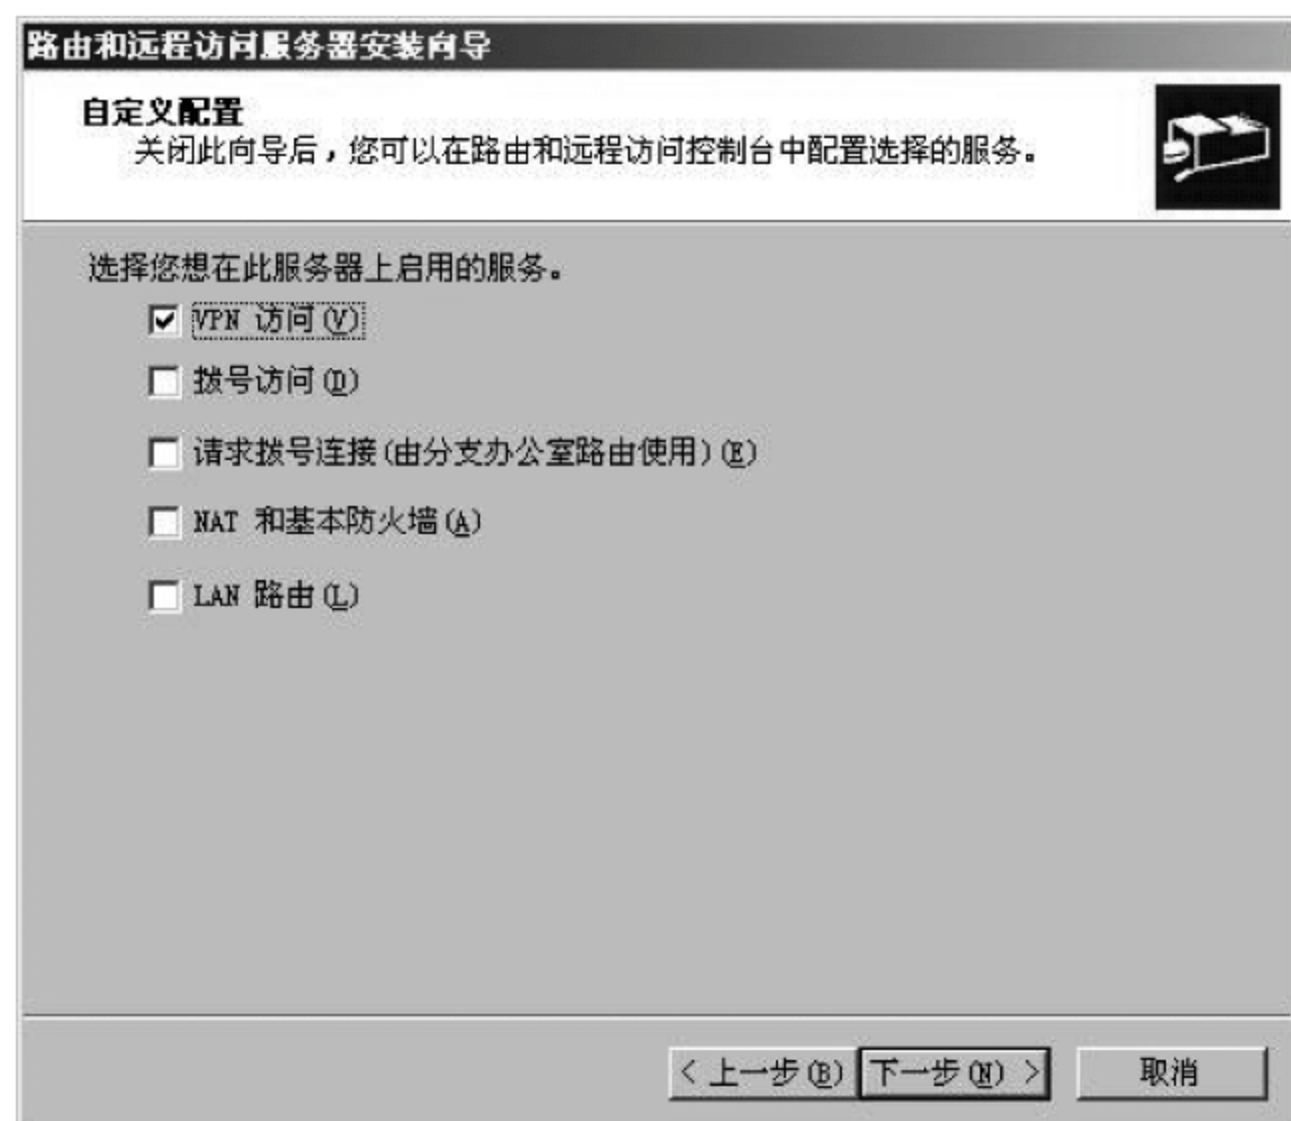 路由和远程访问服务器安装向导
自定义配置
关闭此向导后，您可以在路由和远程访问控制台中配置选择的服务。
选择您想在此服务器上启用的服务。
VPN 访问(V)
拨号访问(D)
请求拨号连接(由分支办公室路由使用)(E)
NAT 和基本防火墙(A)
LAN 路由(L)
< 上一步(B) 下一步(N) > 取消